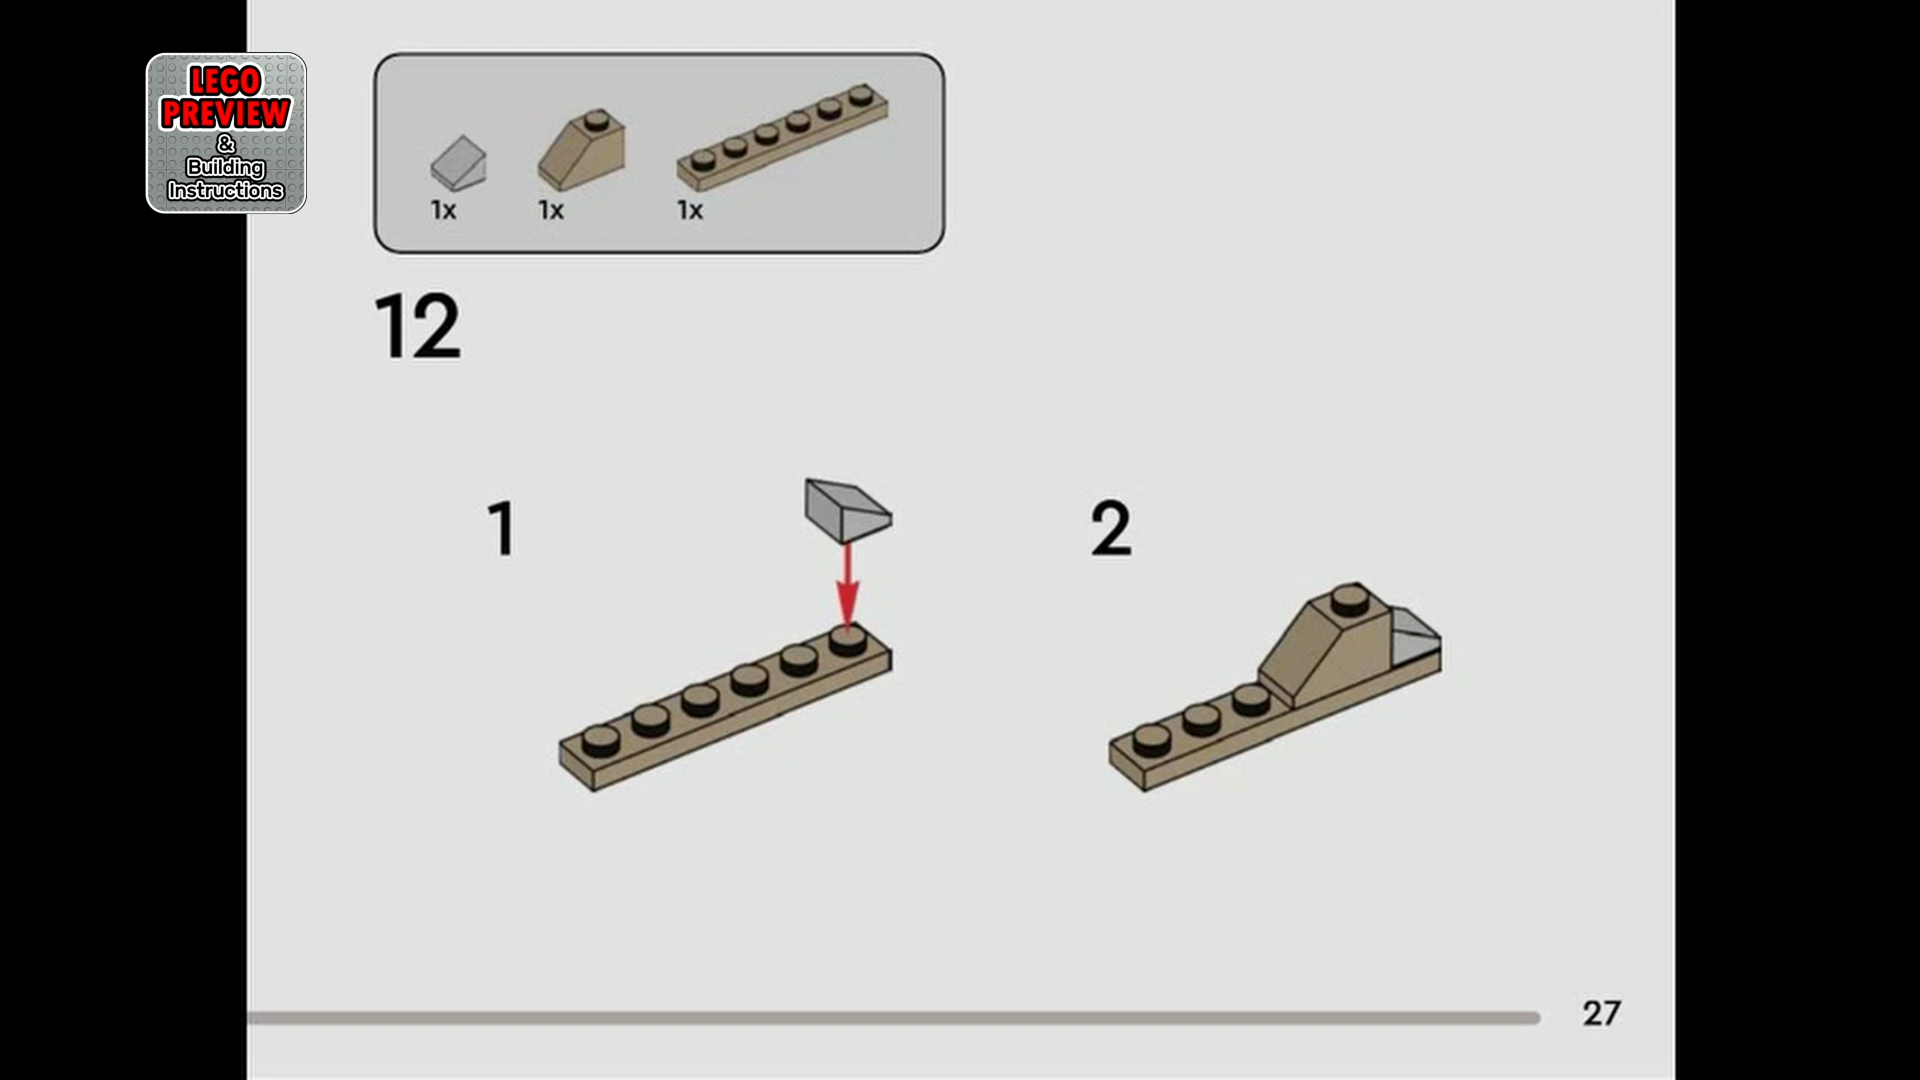 LEGO
PREVIEW
&
Building
Instructions
1x 1x 1x
12
1 2
27